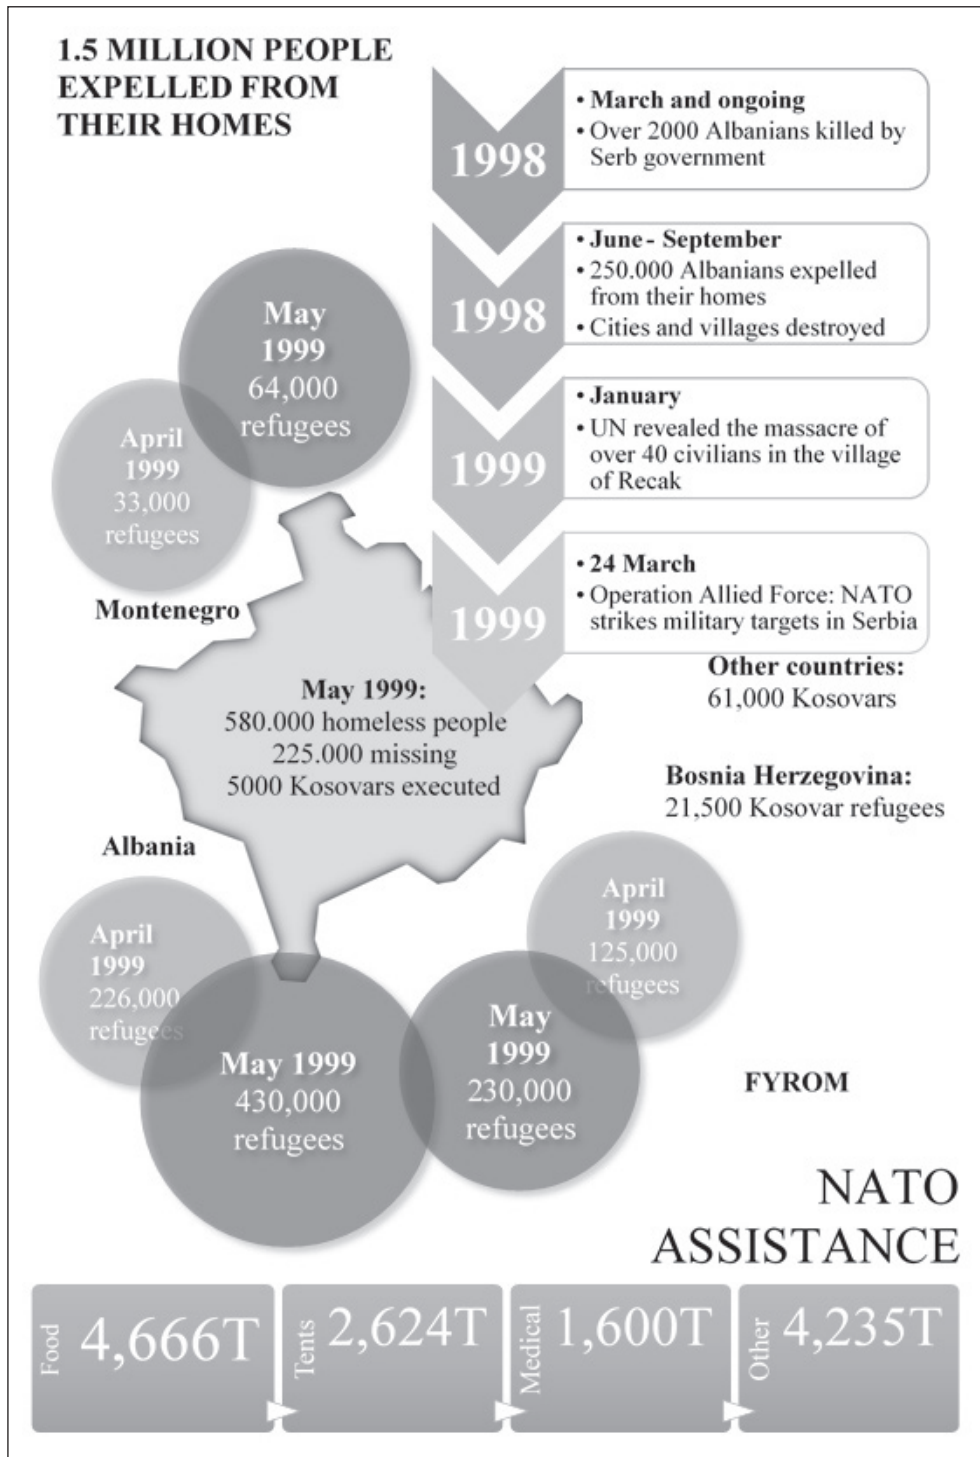 1.5 MILLION PEOPLE
EXPELLED FROM
THEIR HOMES
1998
• March and ongoing
• Over 2000 Albanians killed by
Serb government
1998
• June - September
• 250.000 Albanians expelled
from their homes
• Cities and villages destroyed
1999
• January
• UN revealed the massacre of
over 40 civilians in the village
of Recak
1999
• 24 March
• Operation Allied Force: NATO
strikes military targets in Serbia
May
1999
64,000
refugees
April
1999
33,000
refugees
Montenegro
May 1999:
580.000 homeless people
225.000 missing
5000 Kosovars executed
Other countries:
61,000 Kosovars
Bosnia Herzegovina:
21,500 Kosovar refugees
Albania
April
1999
226,000
refugees
May 1999
430,000
refugees
April
1999
125,000
refugees
May
1999
230,000
refugees
FYROM
NATO
ASSISTANCE
Food
4,666T
Tents
2,624T
Medical
1,600T
Other
4,235T